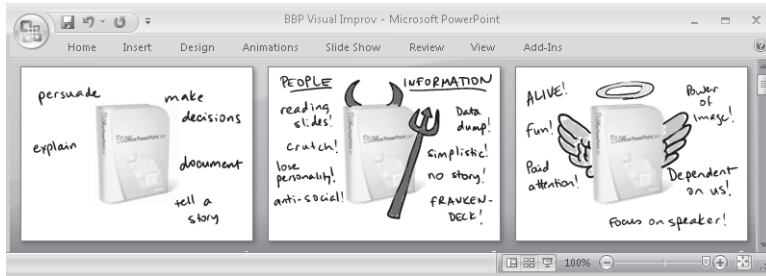 BBP Visual Improv - Microsoft PowerPoint
Home Insert Design Animations Slide Show Review View Add-Ins
persuade
make
decisions
explain
document
tell a
story
PEOPLE
reading
slides!
crutch!
lose
personality!
anti-social!
INFORMATION
Data
dump!
simplistic!
no story!
FRANKEN-
DECK!
ALIVE!
Fun!
Paid
attention!
Power
of
image!
Dependent
on us!
Focus on speaker!
100%